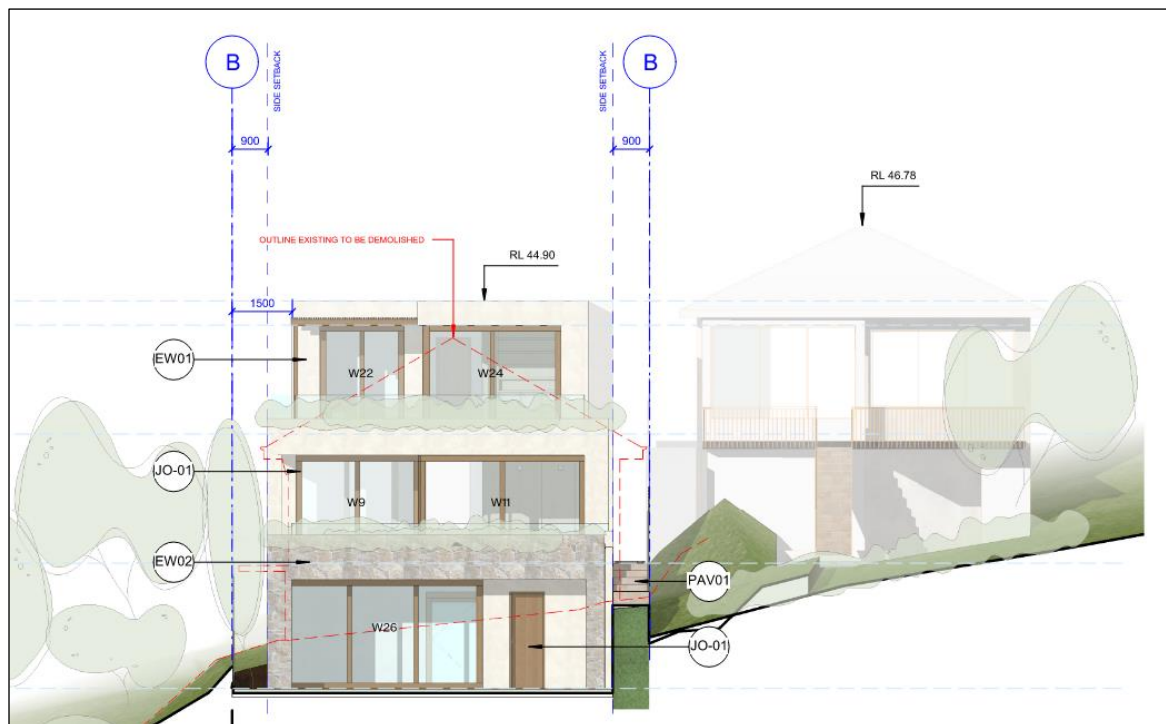 B
B
SIDE SETBACK
SIDE SETBACK
900
900
RL 46.78
OUTLINE EXISTING TO BE DEMOLISHED
RL 44.90
1500
EW01
W22
W24
JO-01
W9
W11
EW02
PAV01
W26
JO-01